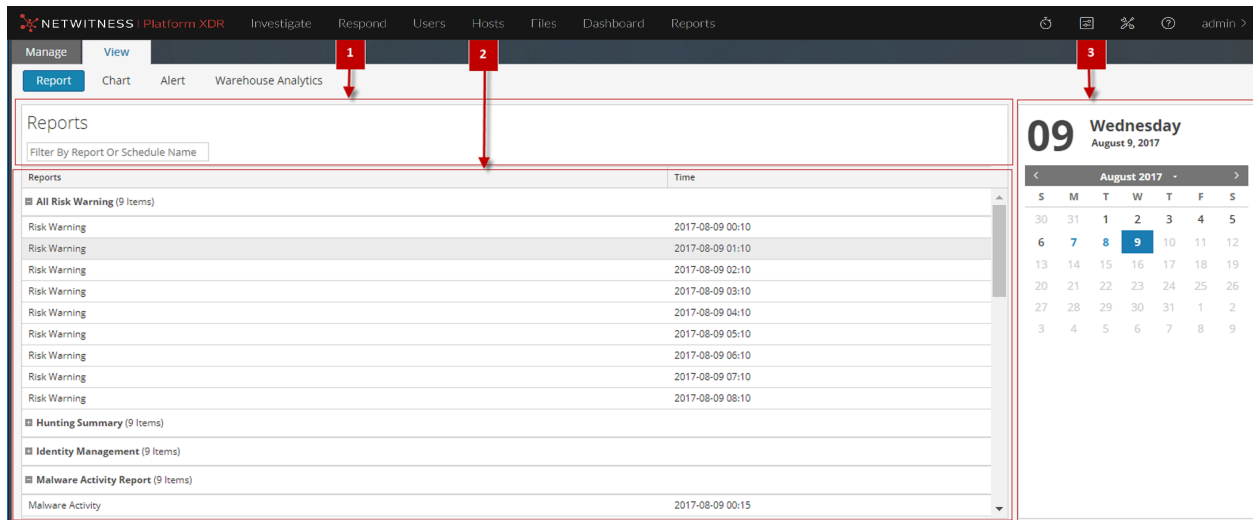 NETWITNESS | Platform XDR Investigate Respond Users Hosts Files Dashboard Reports admin >
Manage View
1 2 3
Report Chart Alert Warehouse Analytics
Reports
Filter By Report Or Schedule Name
Reports Time
All Risk Warning (9 Items)
Risk Warning 2017-08-09 00:10
Risk Warning 2017-08-09 01:10
Risk Warning 2017-08-09 02:10
Risk Warning 2017-08-09 03:10
Risk Warning 2017-08-09 04:10
Risk Warning 2017-08-09 05:10
Risk Warning 2017-08-09 06:10
Risk Warning 2017-08-09 07:10
Risk Warning 2017-08-09 08:10
Hunting Summary (9 Items)
Identity Management (9 Items)
Malware Activity Report (9 Items)
Malware Activity 2017-08-09 00:15
09
Wednesday
August 9, 2017
< August 2017 >
S M T W T F S
30 31 1 2 3 4 5
6 7 8 9 10 11 12
13 14 15 16 17 18 19
20 21 22 23 24 25 26
27 28 29 30 31 1 2
3 4 5 6 7 8 9